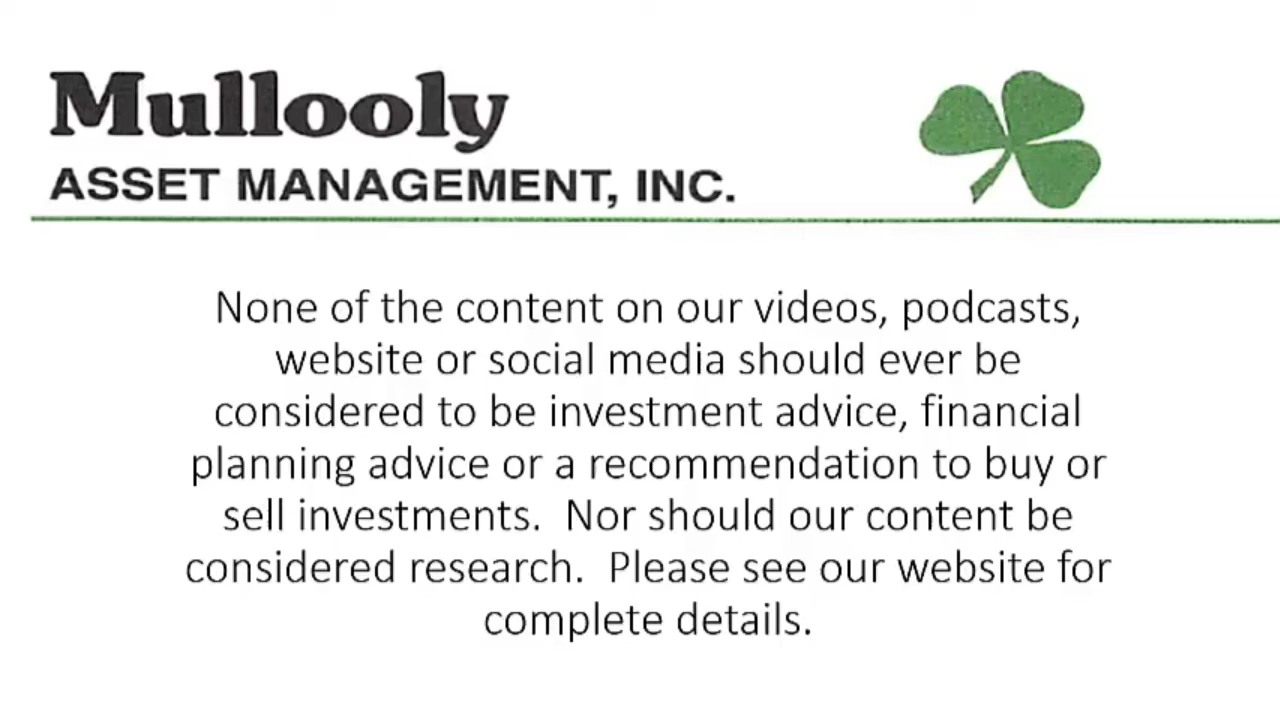 Mullooly
ASSET MANAGEMENT, INC.
None of the content on our videos, podcasts,
website or social media should ever be
considered to be investment advice, financial
planning advice or a recommendation to buy or
sell investments.  Nor should our content be
considered research.  Please see our website for
complete details.